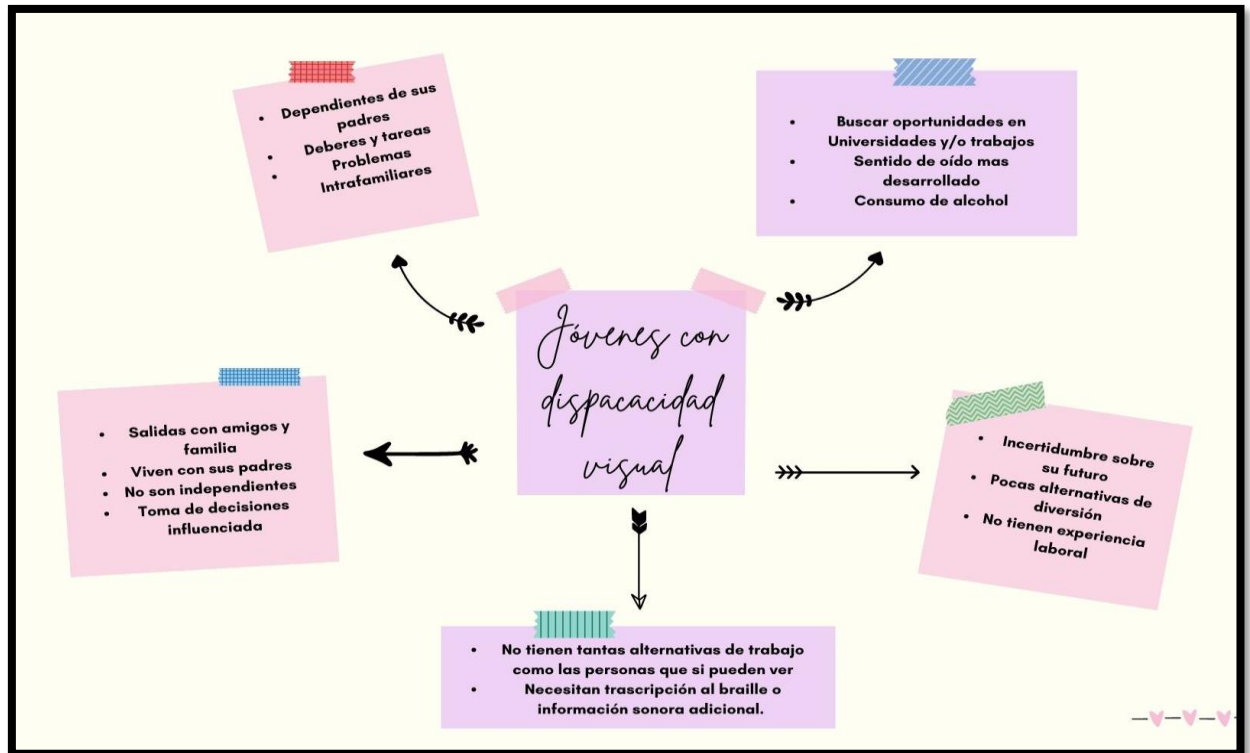 • Dependientes de sus
padres
• Deberes y tareas
• Problemas
Intrafamiliares
• Buscar oportunidades en
Universidades y/o trabajos
• Sentido de oído mas
desarrollado
• Consumo de alcohol
Jóvenes con
dispacacidad
visual
• Salidas con amigos y
familia
• Viven con sus padres
• No son independientes
• Toma de decisiones
influenciada
• Incertidumbre sobre
su futuro
• Pocas alternativas de
diversión
• No tienen experiencia
laboral
• No tienen tantas alternativas de trabajo
como las personas que si pueden ver
• Necesitan trascripción al braille o
información sonora adicional.